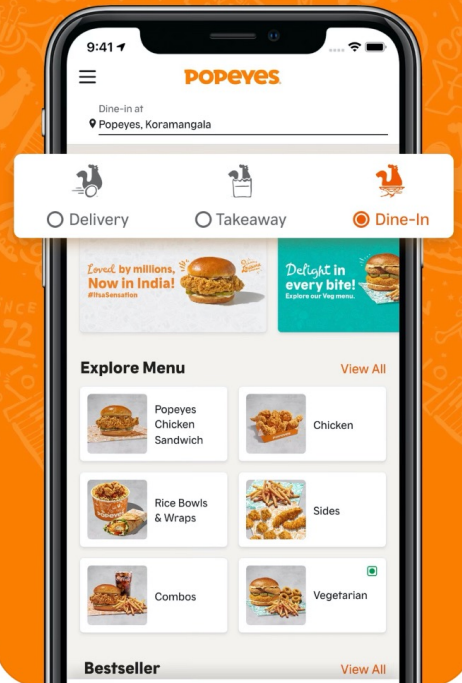 9:41
POPEYES
Dine-in at
Popeyes, Koramangala
Delivery
Takeaway
Dine-In
Loved by millions,
Now in India!
#ItsaSensation
Delight in
every bite!
Explore our Veg menu.
Explore Menu
View All
Popeyes
Chicken
Sandwich
Chicken
Rice Bowls
& Wraps
Sides
Combos
Vegetarian
Bestseller
View All
NCE
72